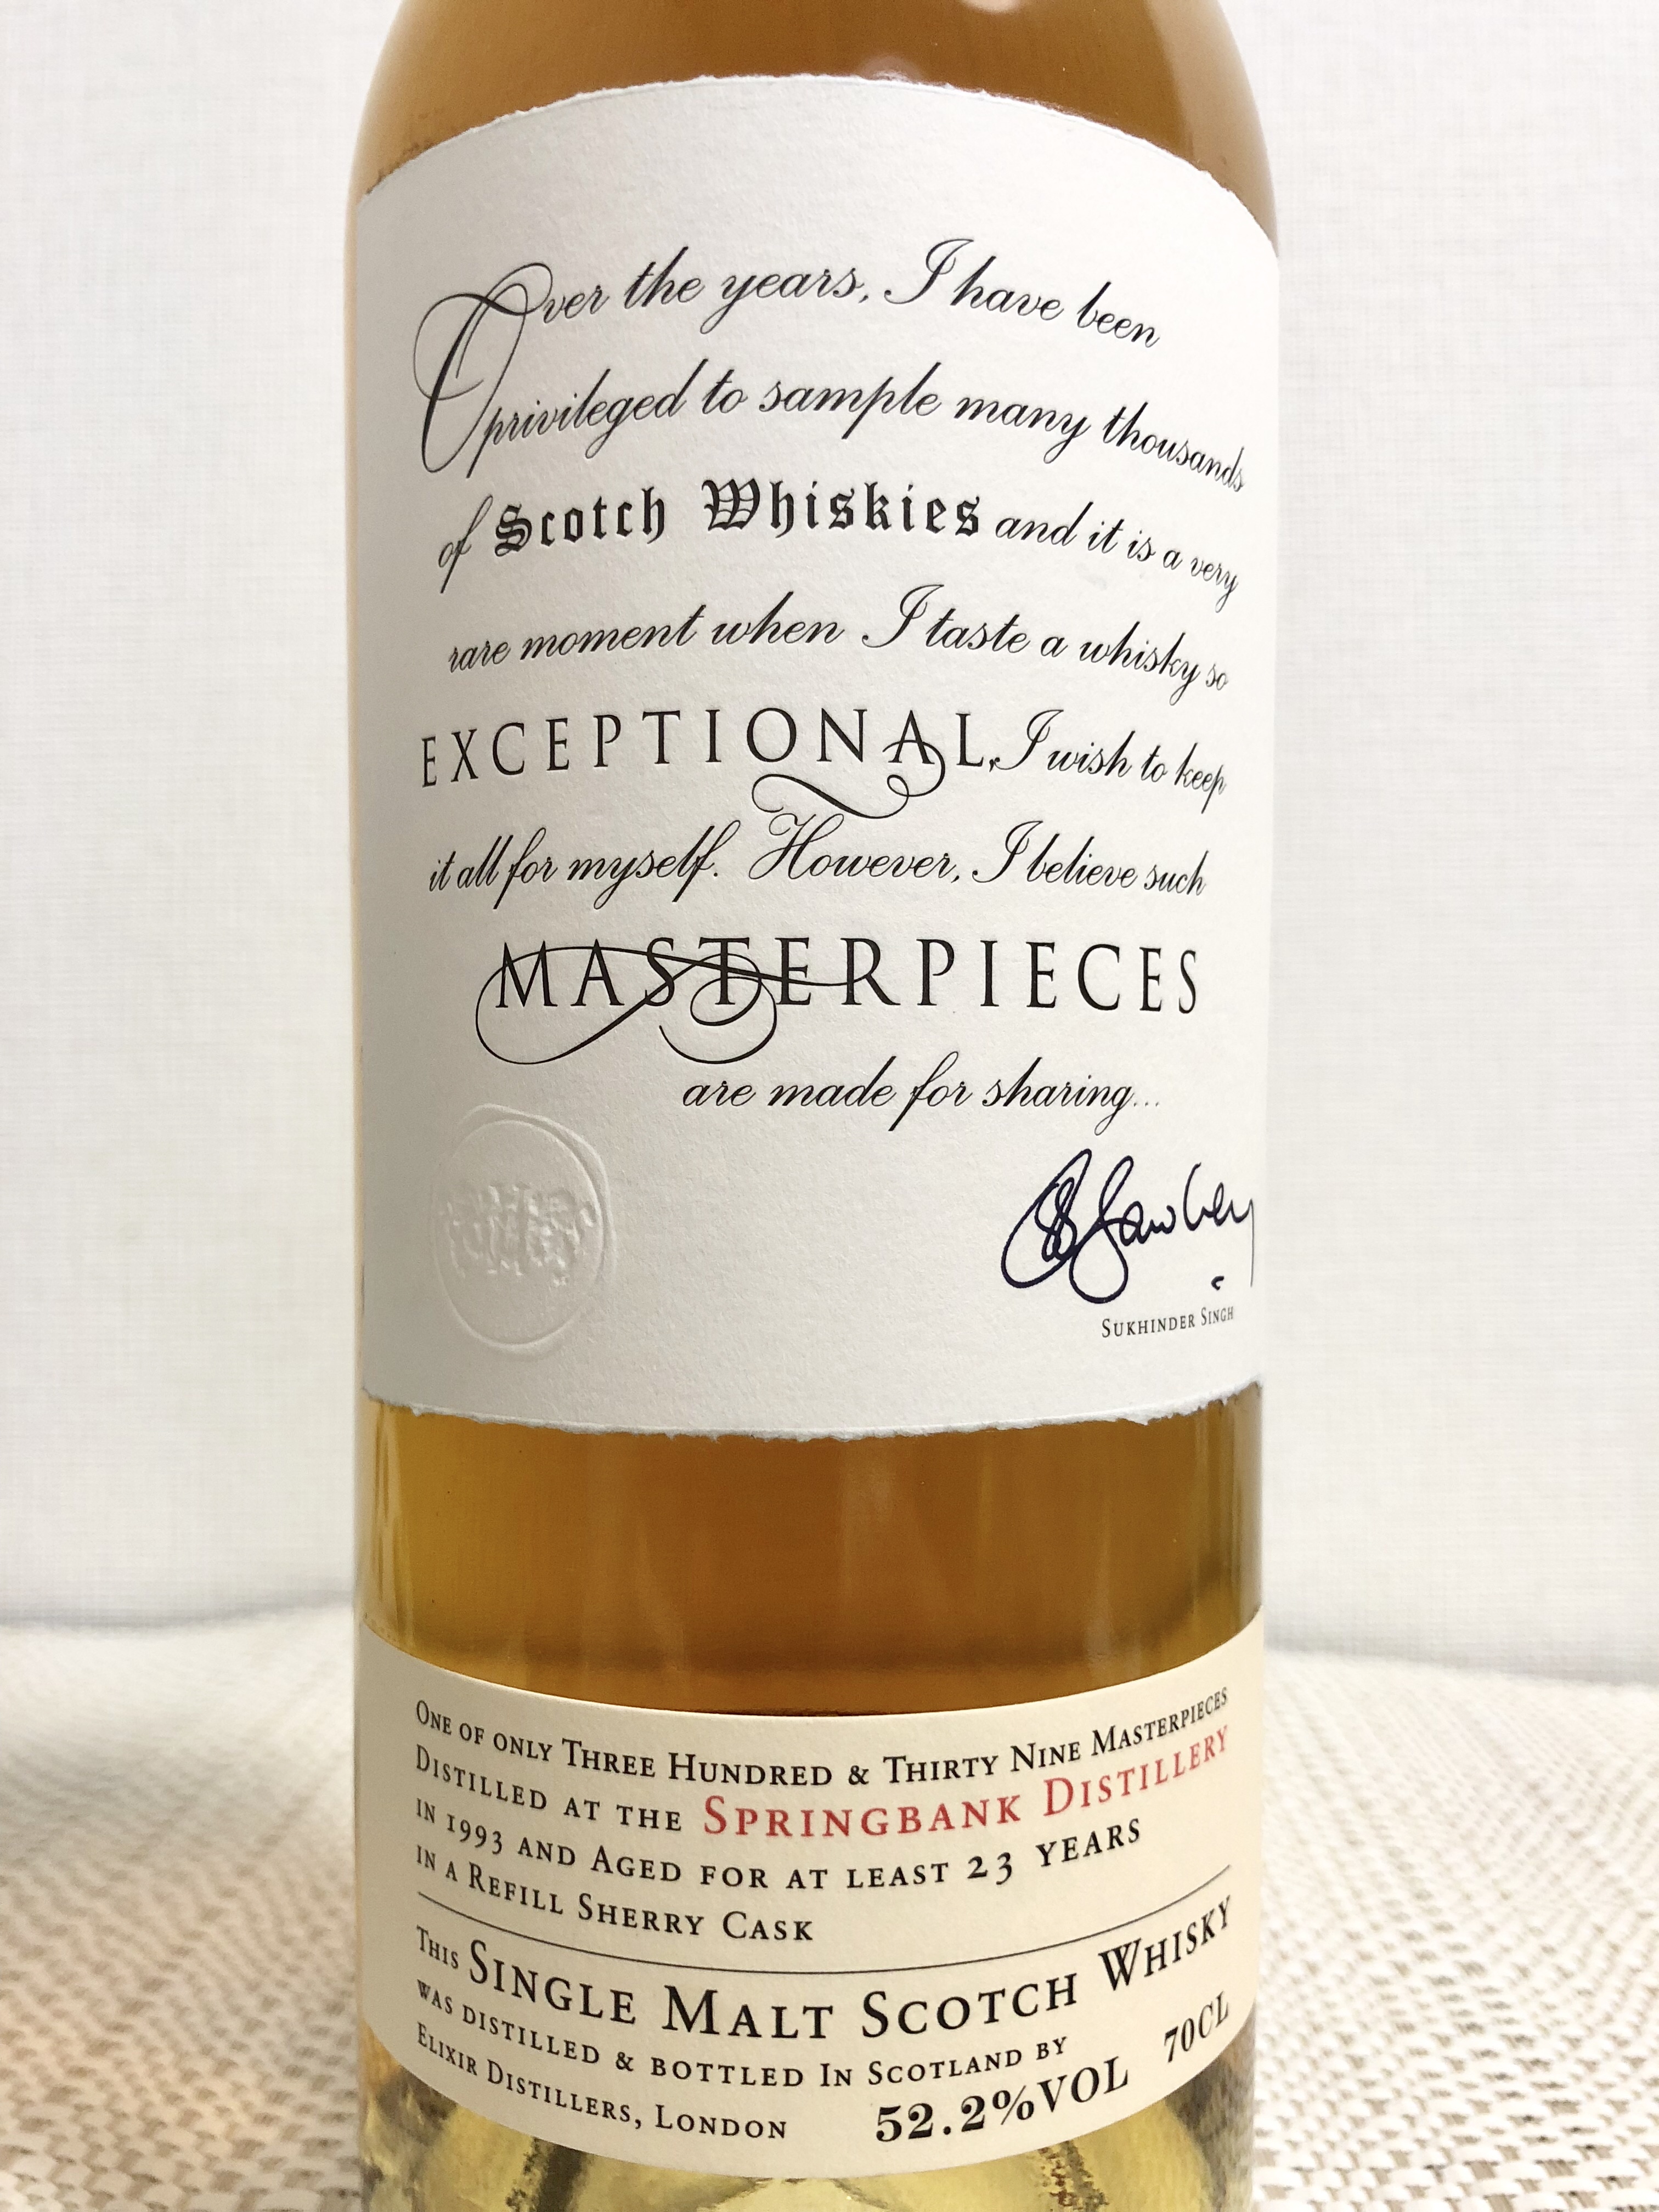 Over the years, I have been
privileged to sample many thousands
of Scotch Whiskies and it is a very
rare moment when I taste a whisky so
EXCEPTIONAL, I wish to keep
it all for myself. However, I believe such
MASTERPIECES
are made for sharing...
SUKHINDER SINGH
ONE OF ONLY THREE HUNDRED & THIRTY NINE MASTERPIECES
DISTILLED AT THE SPRINGBANK DISTILLERY
IN 1993 AND AGED FOR AT LEAST 23 YEARS
IN A REFILL SHERRY CASK
THIS SINGLE MALT SCOTCH WHISKY
WAS DISTILLED & BOTTLED IN SCOTLAND BY
ELIXIR DISTILLERS, LONDON 52.2%VOL 70CL